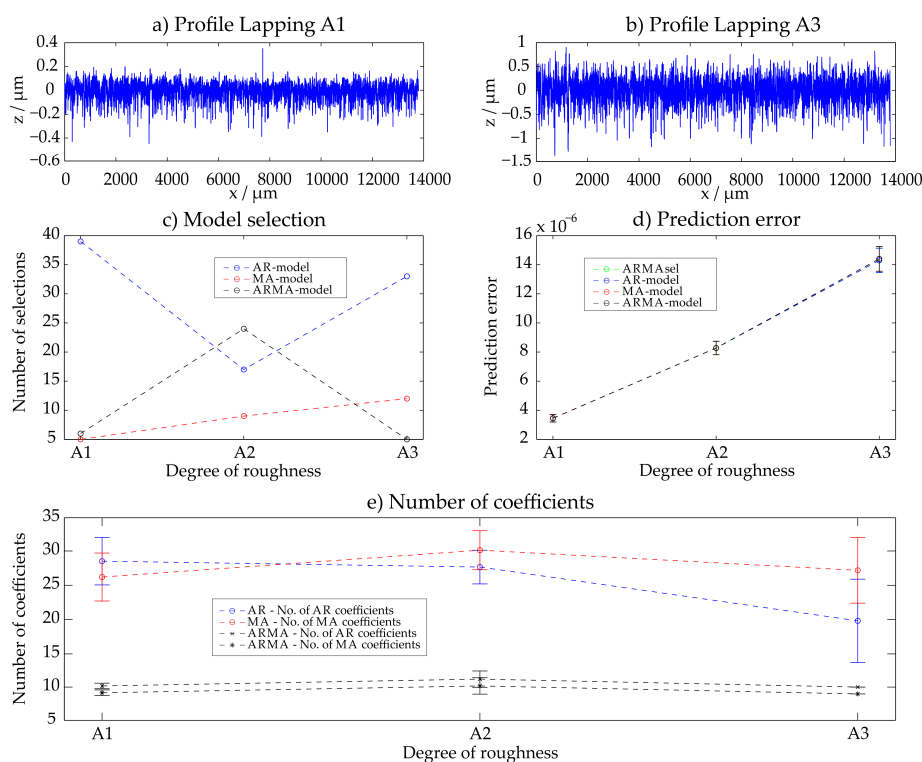 a) Profile Lapping A1
0.4
0.2
0
−0.2
−0.4
−0.6
z / µm
0 2000 4000 6000 8000 10000 12000 14000
x / µm
b) Profile Lapping A3
1
0.5
0
−0.5
−1
−1.5
z / µm
0 2000 4000 6000 8000 10000 12000 14000
x / µm
c) Model selection
40
35
30
25
20
15
10
5
Number of selections
AR-model
MA-model
ARMA-model
A1 A2 A3
Degree of roughness
d) Prediction error
x 10⁻⁶
16
14
12
10
8
6
4
2
Prediction error
ARMAsel
AR-model
MA-model
ARMA-model
A1 A2 A3
Degree of roughness
e) Number of coefficients
35
30
25
20
15
10
5
Number of coefficients
AR - No. of AR coefficients
MA - No. of MA coefficients
ARMA - No. of AR coefficients
ARMA - No. of MA coefficients
A1 A2 A3
Degree of roughness